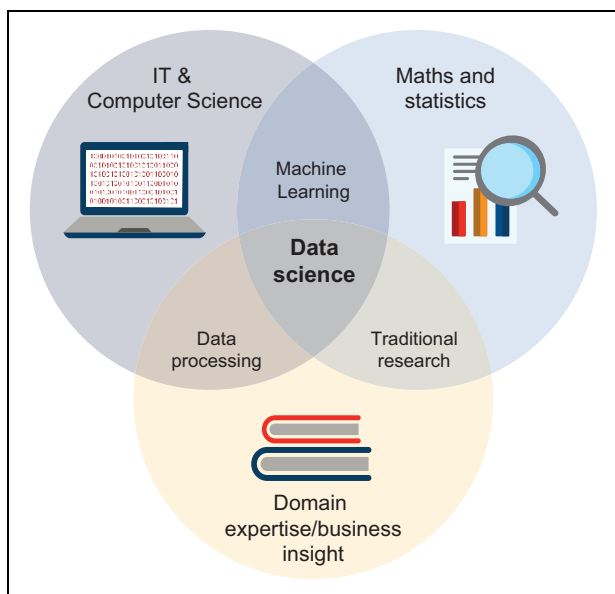 IT &
Computer Science
Maths and
statistics
Machine
Learning
Data
science
Data
processing
Traditional
research
Domain
expertise/business
insight